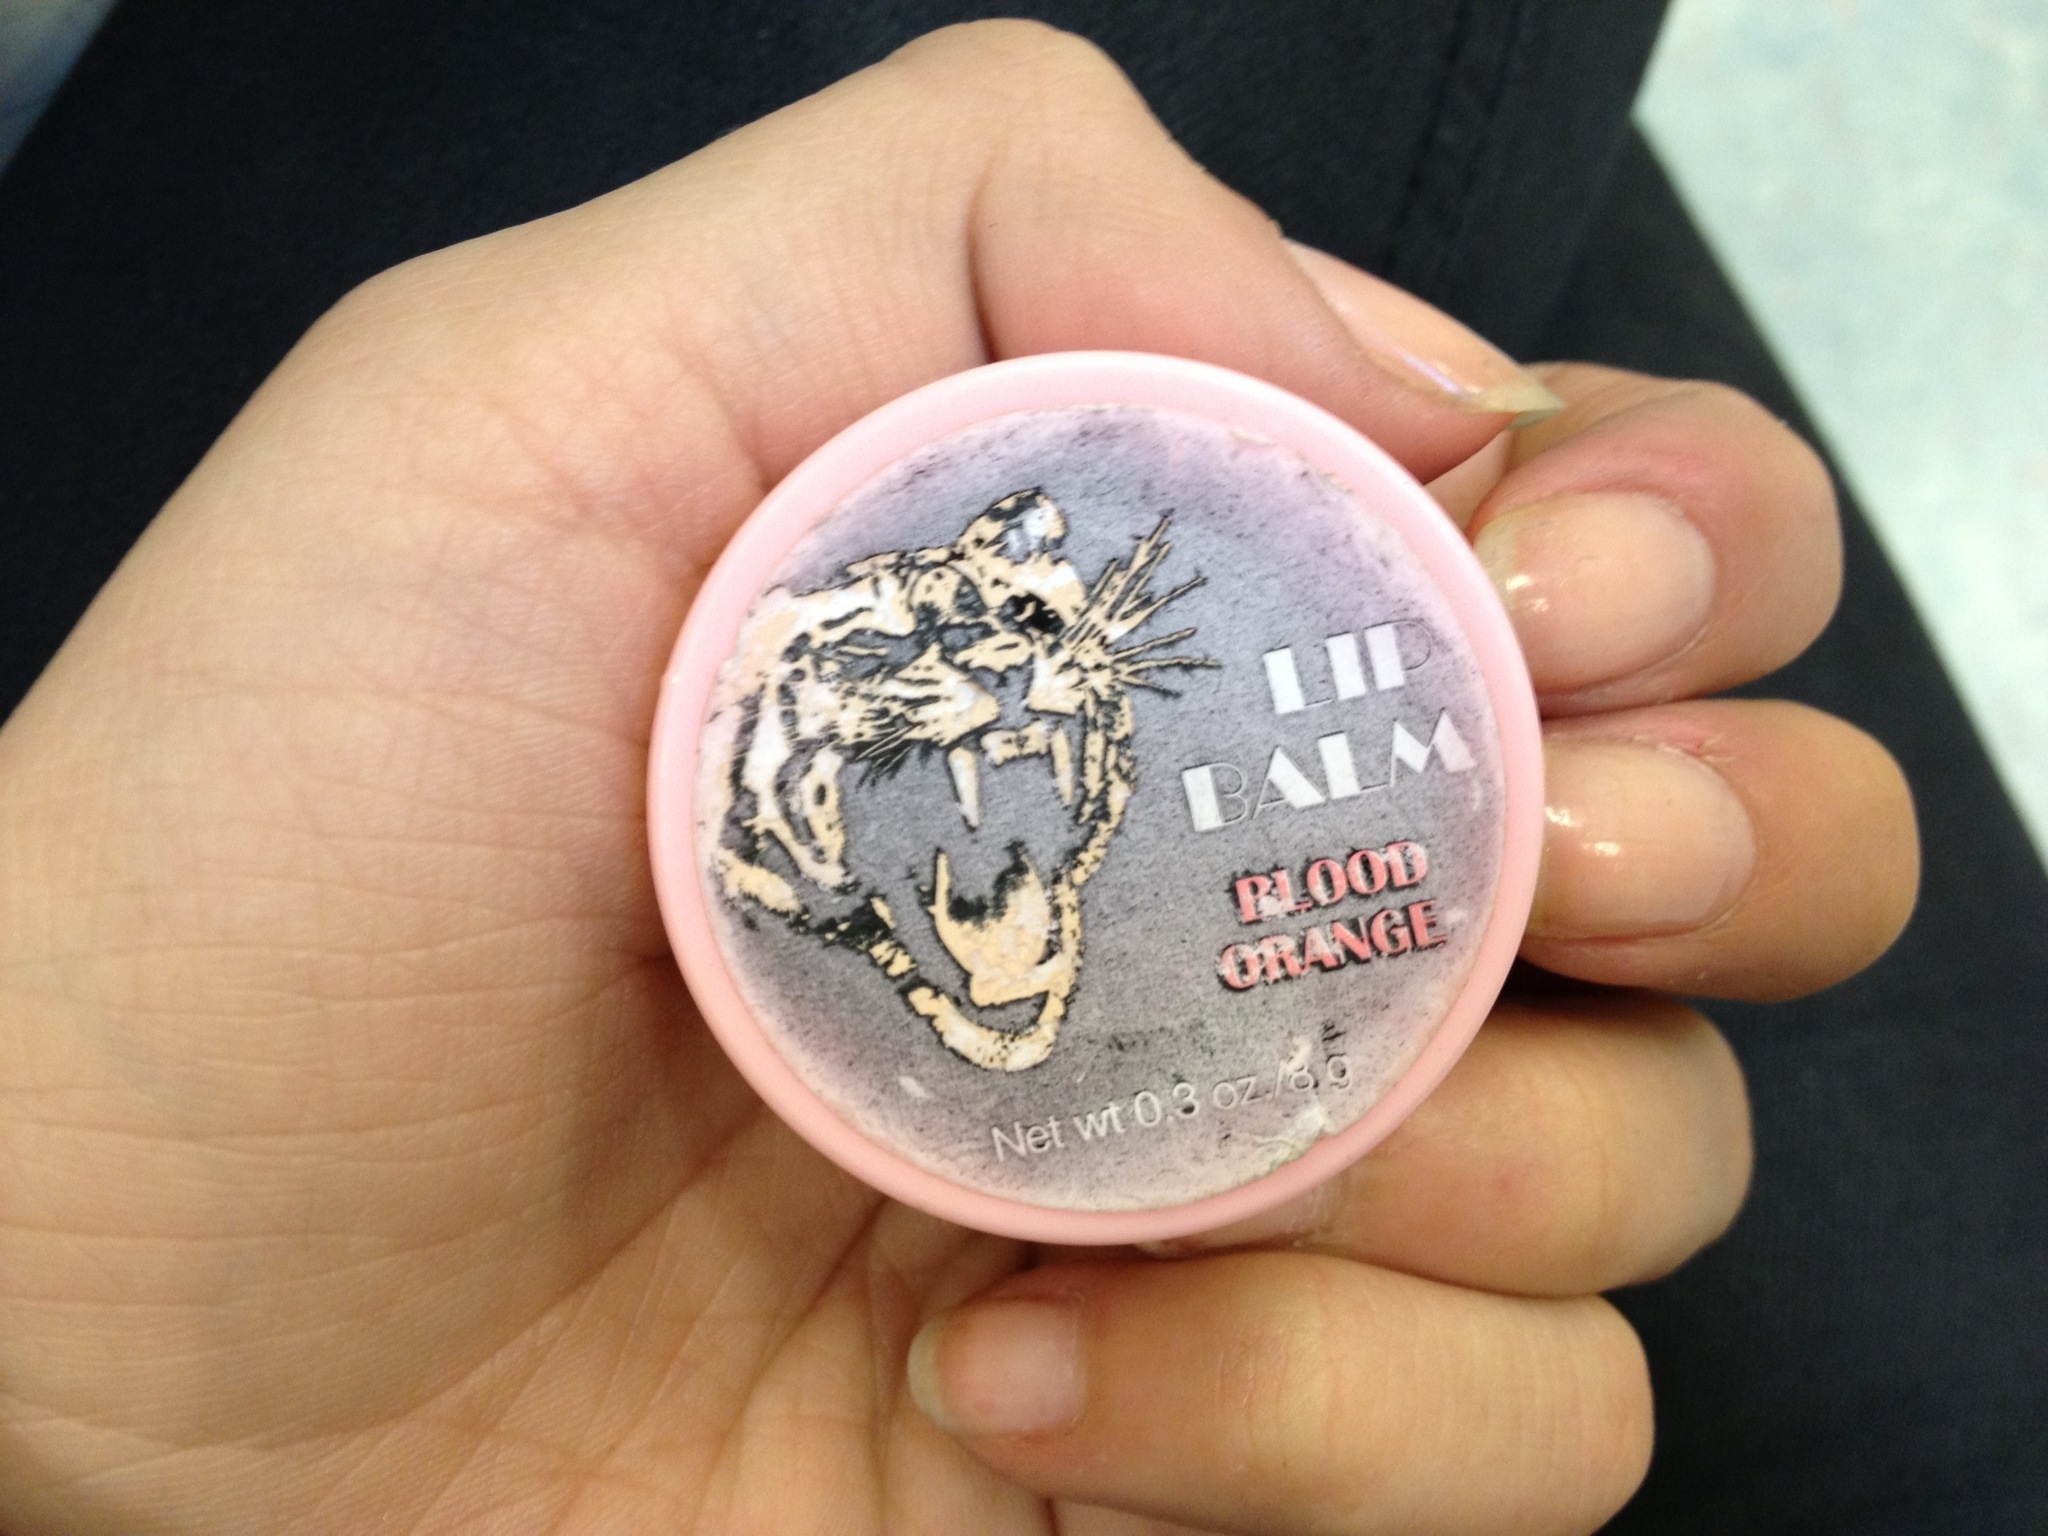 LIP
BALM
BLOOD
ORANGE
Net wt 0.3 oz./8 g